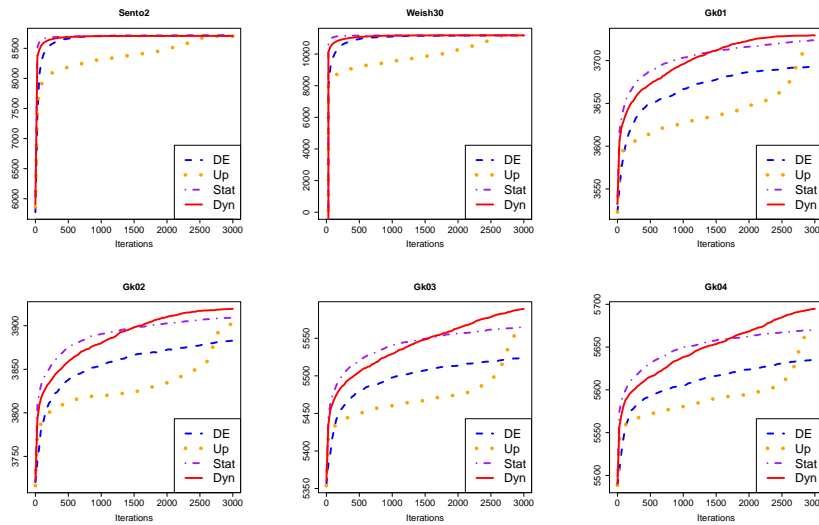 Sento2
8500
8000
7500
7000
6500
6000
DE
Up
Stat
Dyn
0 500 1000 1500 2000 2500 3000
Iterations
Weish30
10000
8000
6000
4000
2000
0
DE
Up
Stat
Dyn
0 500 1000 1500 2000 2500 3000
Iterations
Gk01
3700
3650
3600
3550
DE
Up
Stat
Dyn
0 500 1000 1500 2000 2500 3000
Iterations
Gk02
3900
3850
3800
3750
DE
Up
Stat
Dyn
0 500 1000 1500 2000 2500 3000
Iterations
Gk03
5550
5500
5450
5400
5350
DE
Up
Stat
Dyn
0 500 1000 1500 2000 2500 3000
Iterations
Gk04
5700
5650
5600
5550
5500
DE
Up
Stat
Dyn
0 500 1000 1500 2000 2500 3000
Iterations